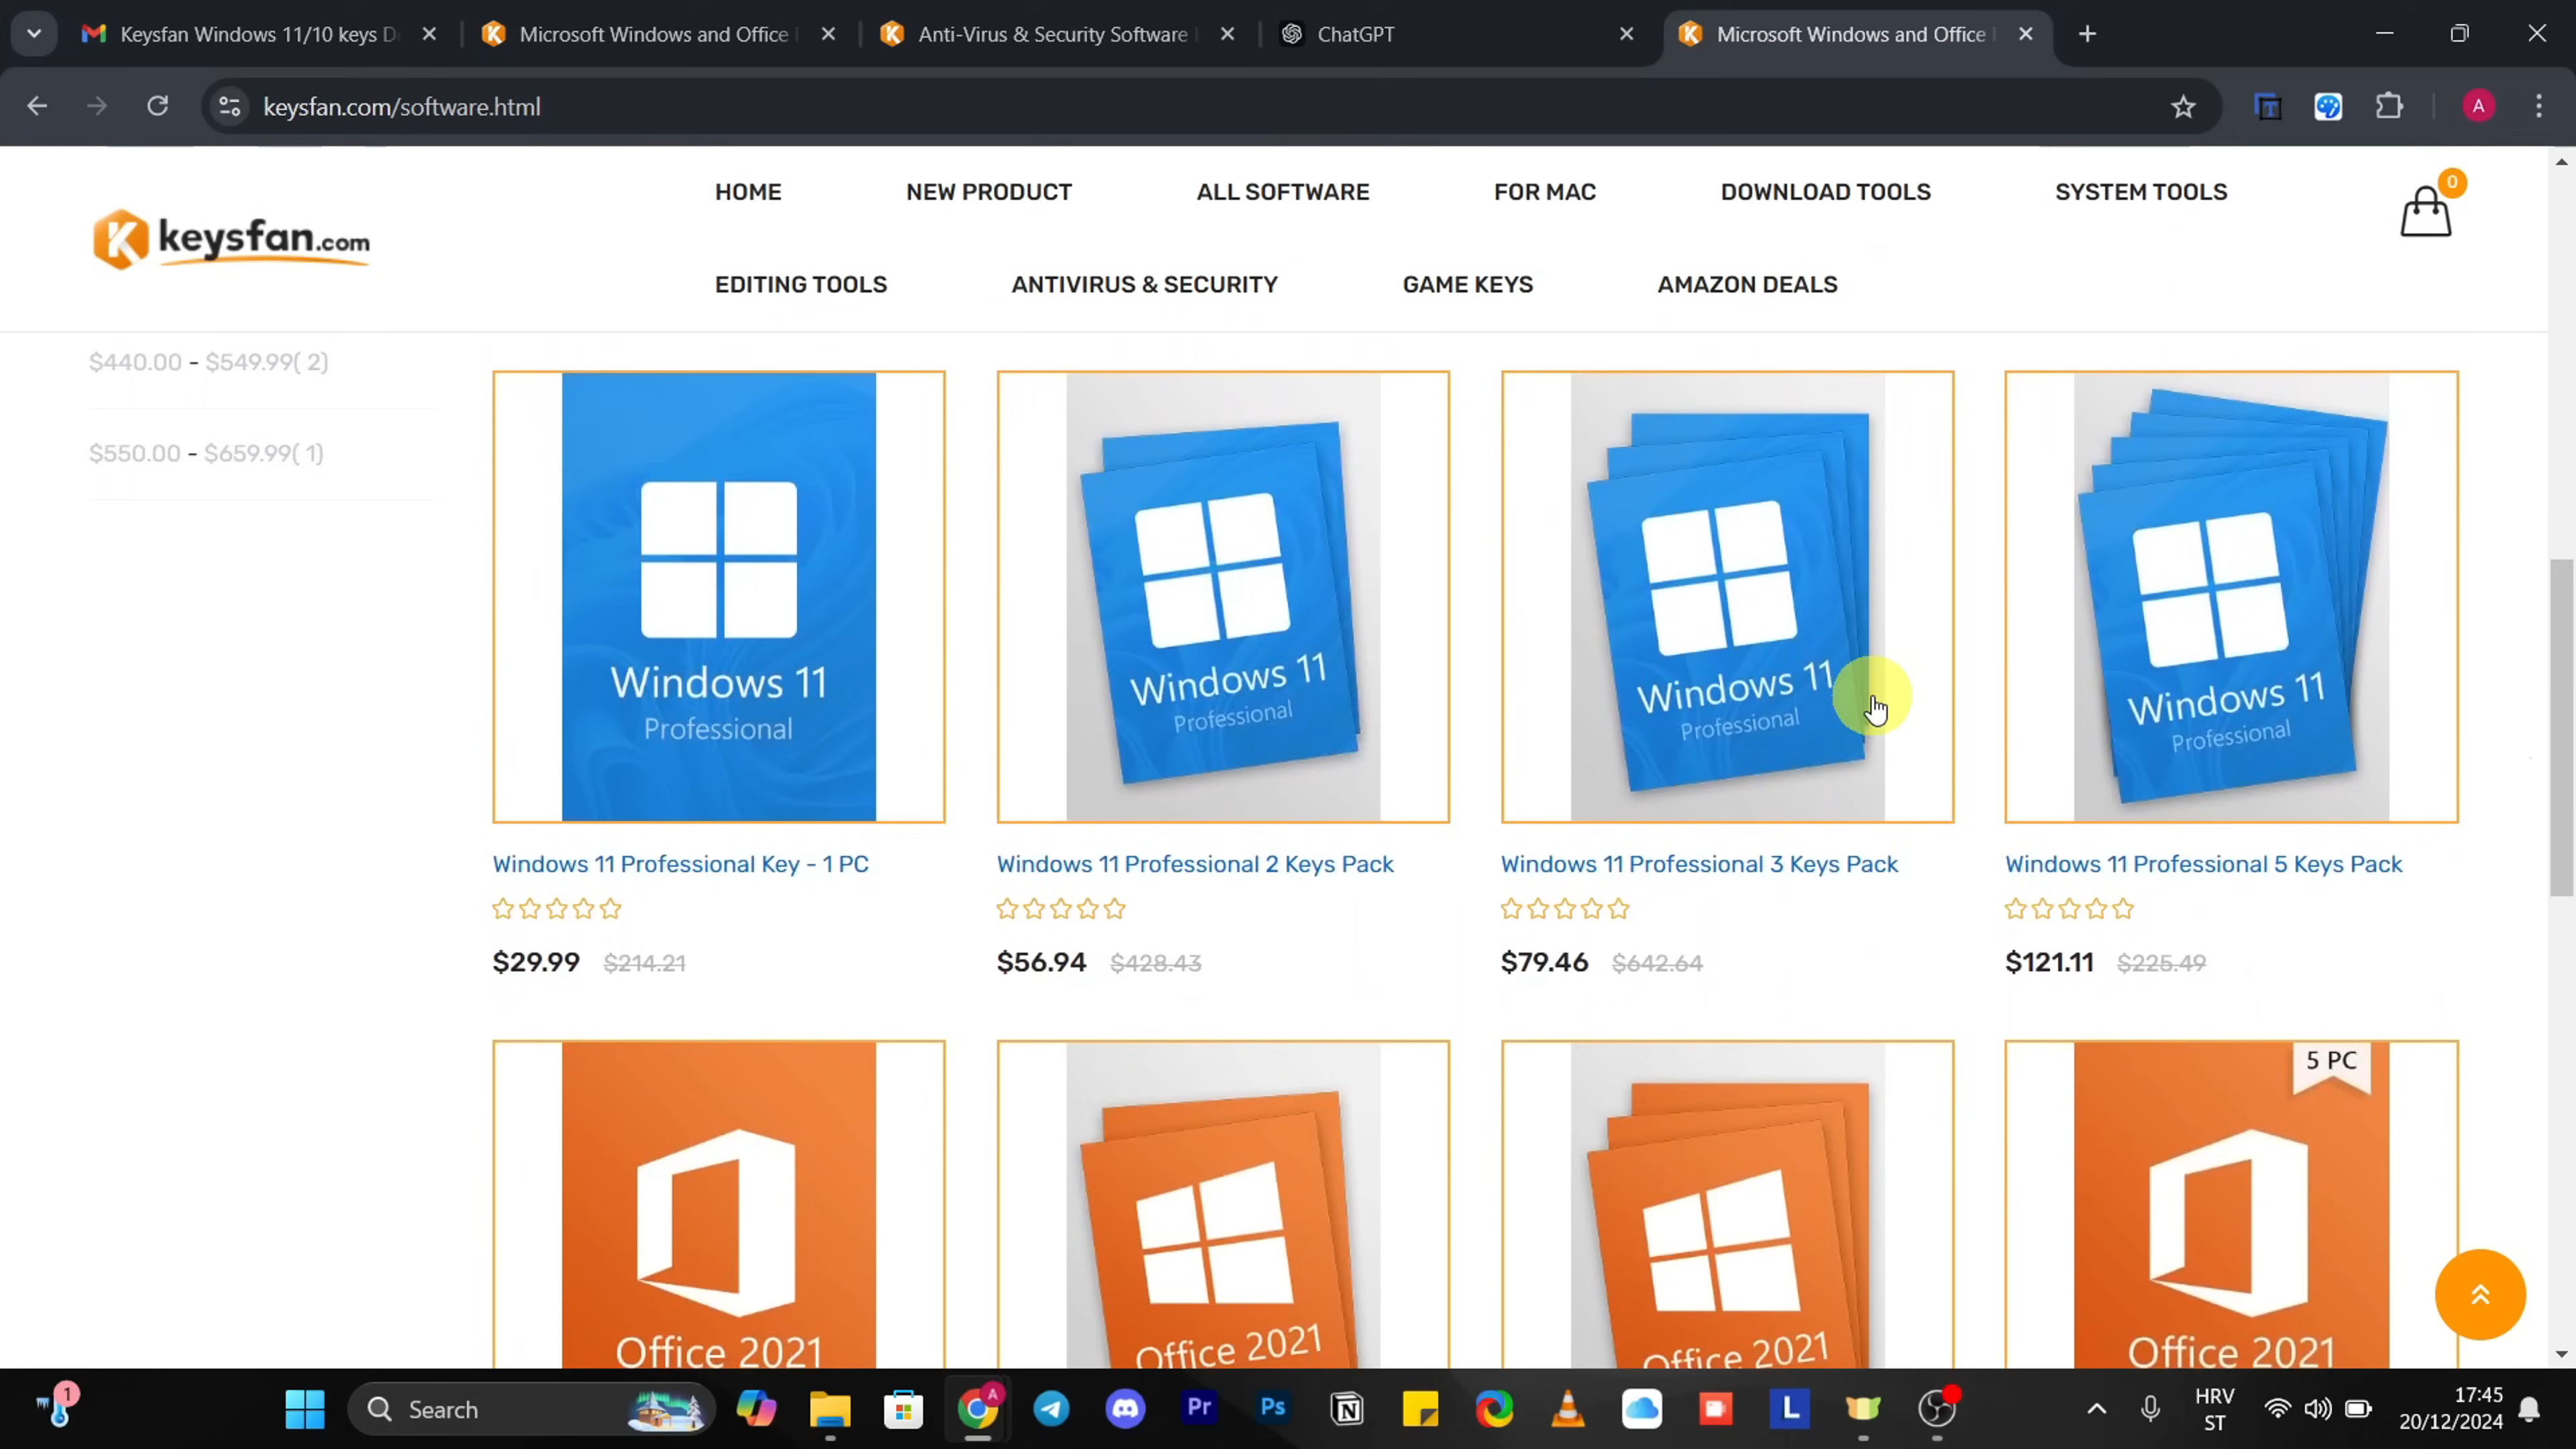 Keysfan Windows 11/10 keys D
Microsoft Windows and Office
Anti-Virus & Security Software
ChatGPT
Microsoft Windows and Office
keysfan.com/software.html
A
keysfan.com
HOME
NEW PRODUCT
ALL SOFTWARE
FOR MAC
DOWNLOAD TOOLS
SYSTEM TOOLS
0
EDITING TOOLS
ANTIVIRUS & SECURITY
GAME KEYS
AMAZON DEALS
$440.00 - $549.99( 2)
$550.00 - $659.99( 1)
Windows 11
Professional
Windows 11
Professional
Windows 11
Professional
Windows 11
Professional
Windows 11 Professional Key - 1 PC
Windows 11 Professional 2 Keys Pack
Windows 11 Professional 3 Keys Pack
Windows 11 Professional 5 Keys Pack
$29.99 $214.21
$56.94 $428.43
$79.46 $642.64
$121.11 $225.49
5 PC
Office 2021
Office 2021
Office 2021
Office 2021
1
Search
A
Pr
Ps
N
L
HRV
ST
17:45
20/12/2024